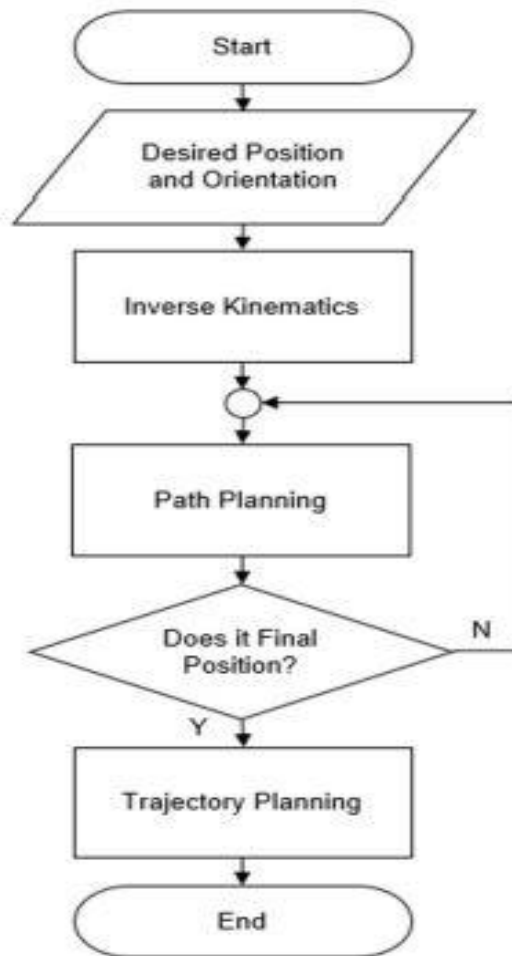 Start
Desired Position
and Orientation
Inverse Kinematics
Path Planning
Does it Final
Position?
N
Y
Trajectory Planning
End